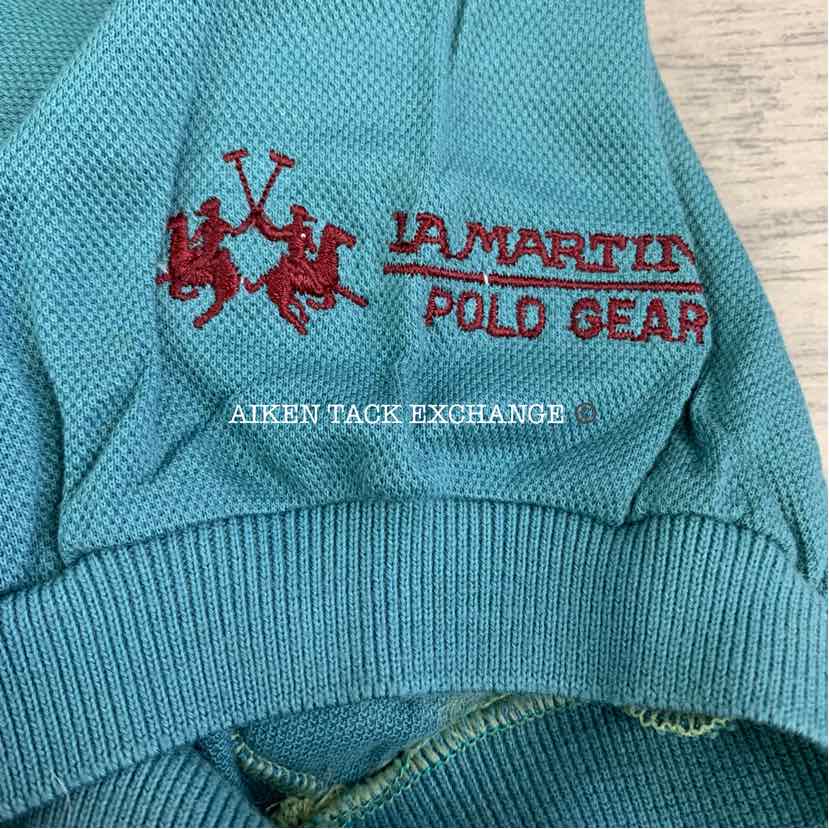 LA MARTIN
POLO GEAR
AIKEN TACK EXCHANGE ©